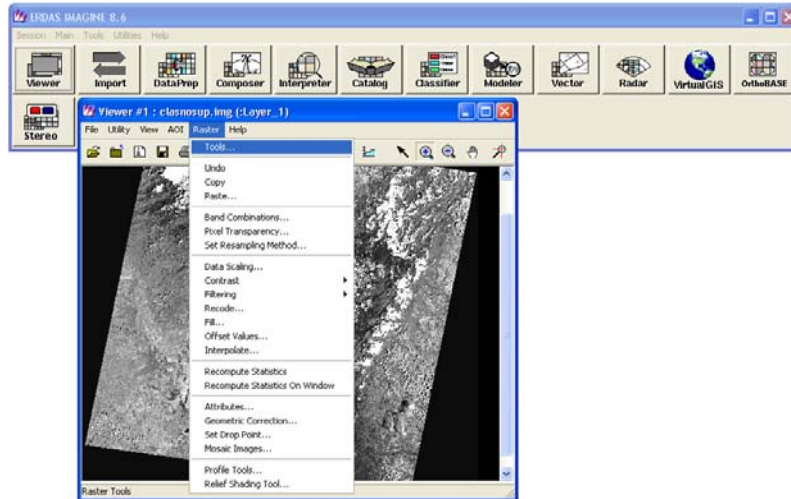 ERDAS IMAGINE 8.6
Session Main Tools Utilities Help
Viewer Import DataPrep Composer Interpreter Catalog Classifier Modeler Vector Radar VirtualGIS OrthoBASE
Stereo
Viewer #1 : clasnosup.img (:Layer_1)
File Utility View AOI Raster Help
Tools...
Undo
Copy
Paste...
Band Combinations...
Pixel Transparency...
Set Resampling Method...
Data Scaling...
Contrast
Filtering
Recode...
Fill...
Offset Values...
Interpolate...
Recompute Statistics
Recompute Statistics On Window
Attributes...
Geometric Correction...
Set Drop Point...
Mosaic Images...
Profile Tools...
Relief Shading Tool...
Raster Tools